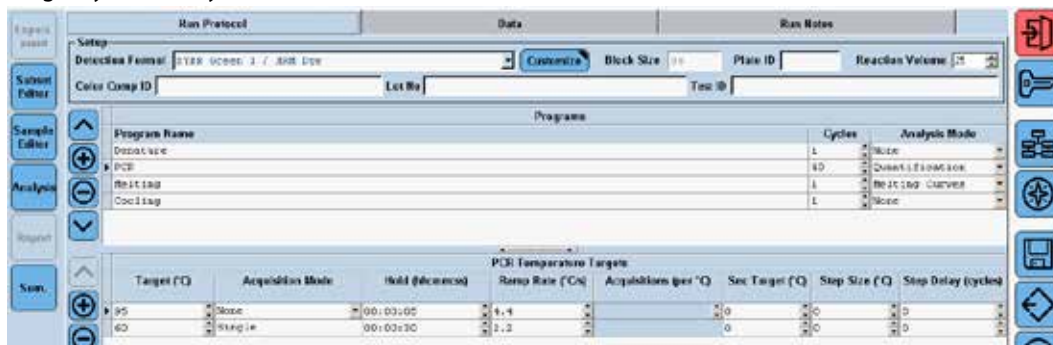 Run Protocol Data Run Notes
Setup
Detection Format SYBR Green I / HRM Dye Customize Block Size Plate ID Reaction Volume 25
Color Comp ID Lot No Test ID
Programs
Program Name Cycles Analysis Mode
Denature 1 None
PCR Quantification
Melting 1 Melting Curves
Cooling 1 None
PCR Temperature Targets
Target (°C) Acquisition Mode Hold (hh:mm:ss) Ramp Rate (°C/s) Acquisitions (per °C) Sec Target (°C) Step Size (°C) Step Delay (cycles)
95 None 00:03:05 4.4 0 0 0
60 Single 00:03:30 2.2 0 0 0
Subset Editor
Sample Editor
Analysis
Report
Sum.